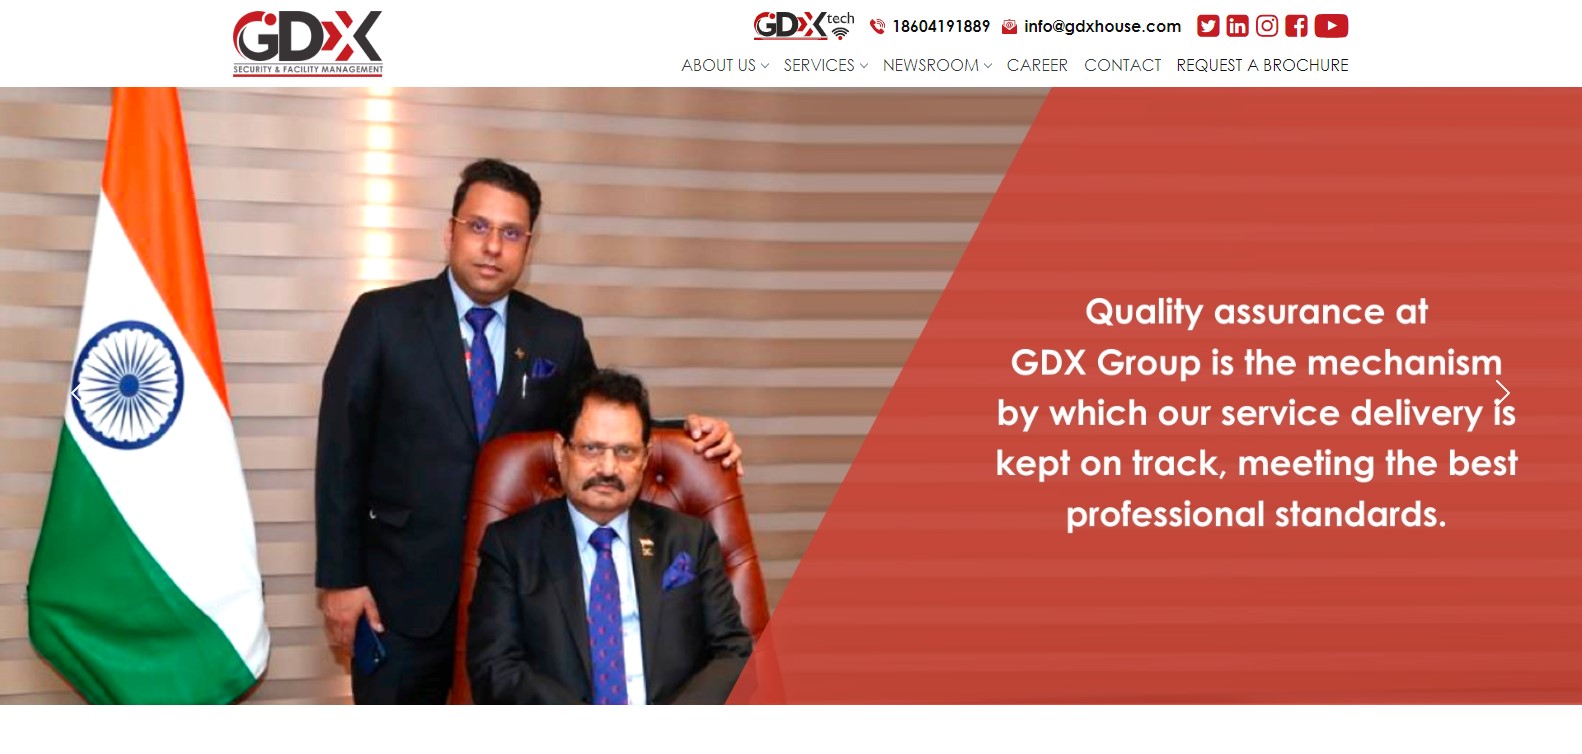 GDX
SECURITY & FACILITY MANAGEMENT
GDX tech
18604191889
info@gdxhouse.com
ABOUT US
SERVICES
NEWSROOM
CAREER
CONTACT
REQUEST A BROCHURE
Quality assurance at
GDX Group is the mechanism
by which our service delivery is
kept on track, meeting the best
professional standards.